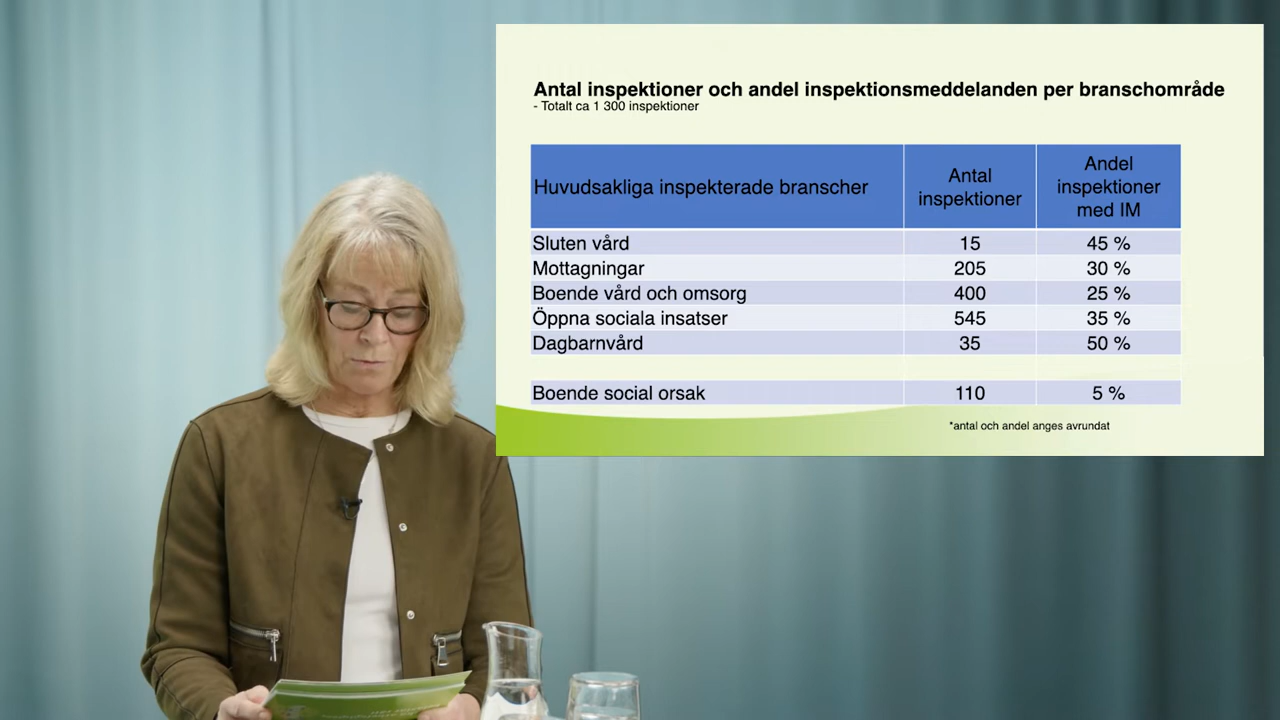 Antal inspektioner och andel inspektionsmeddelanden per branschområde
- Totalt ca 1 300 inspektioner
Huvudsakliga inspekterade branscher
Antal
inspektioner
Andel
inspektioner
med IM
Sluten vård 15 45 %
Mottagningar 205 30 %
Boende vård och omsorg 400 25 %
Öppna sociala insatser 545 35 %
Dagbarnvård 35 50 %
Boende social orsak 110 5 %
*antal och andel anges avrundat